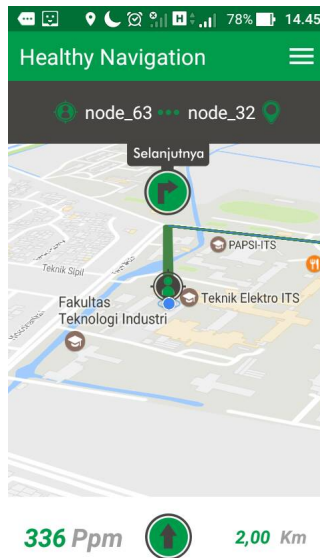 78% 14.45
Healthy Navigation
node_63 ••• node_32
Selanjutnya
PAPSI-ITS
Teknik Sipil
Teknik Elektro ITS
Fakultas
Teknologi Industri
336 Ppm
2,00 Km